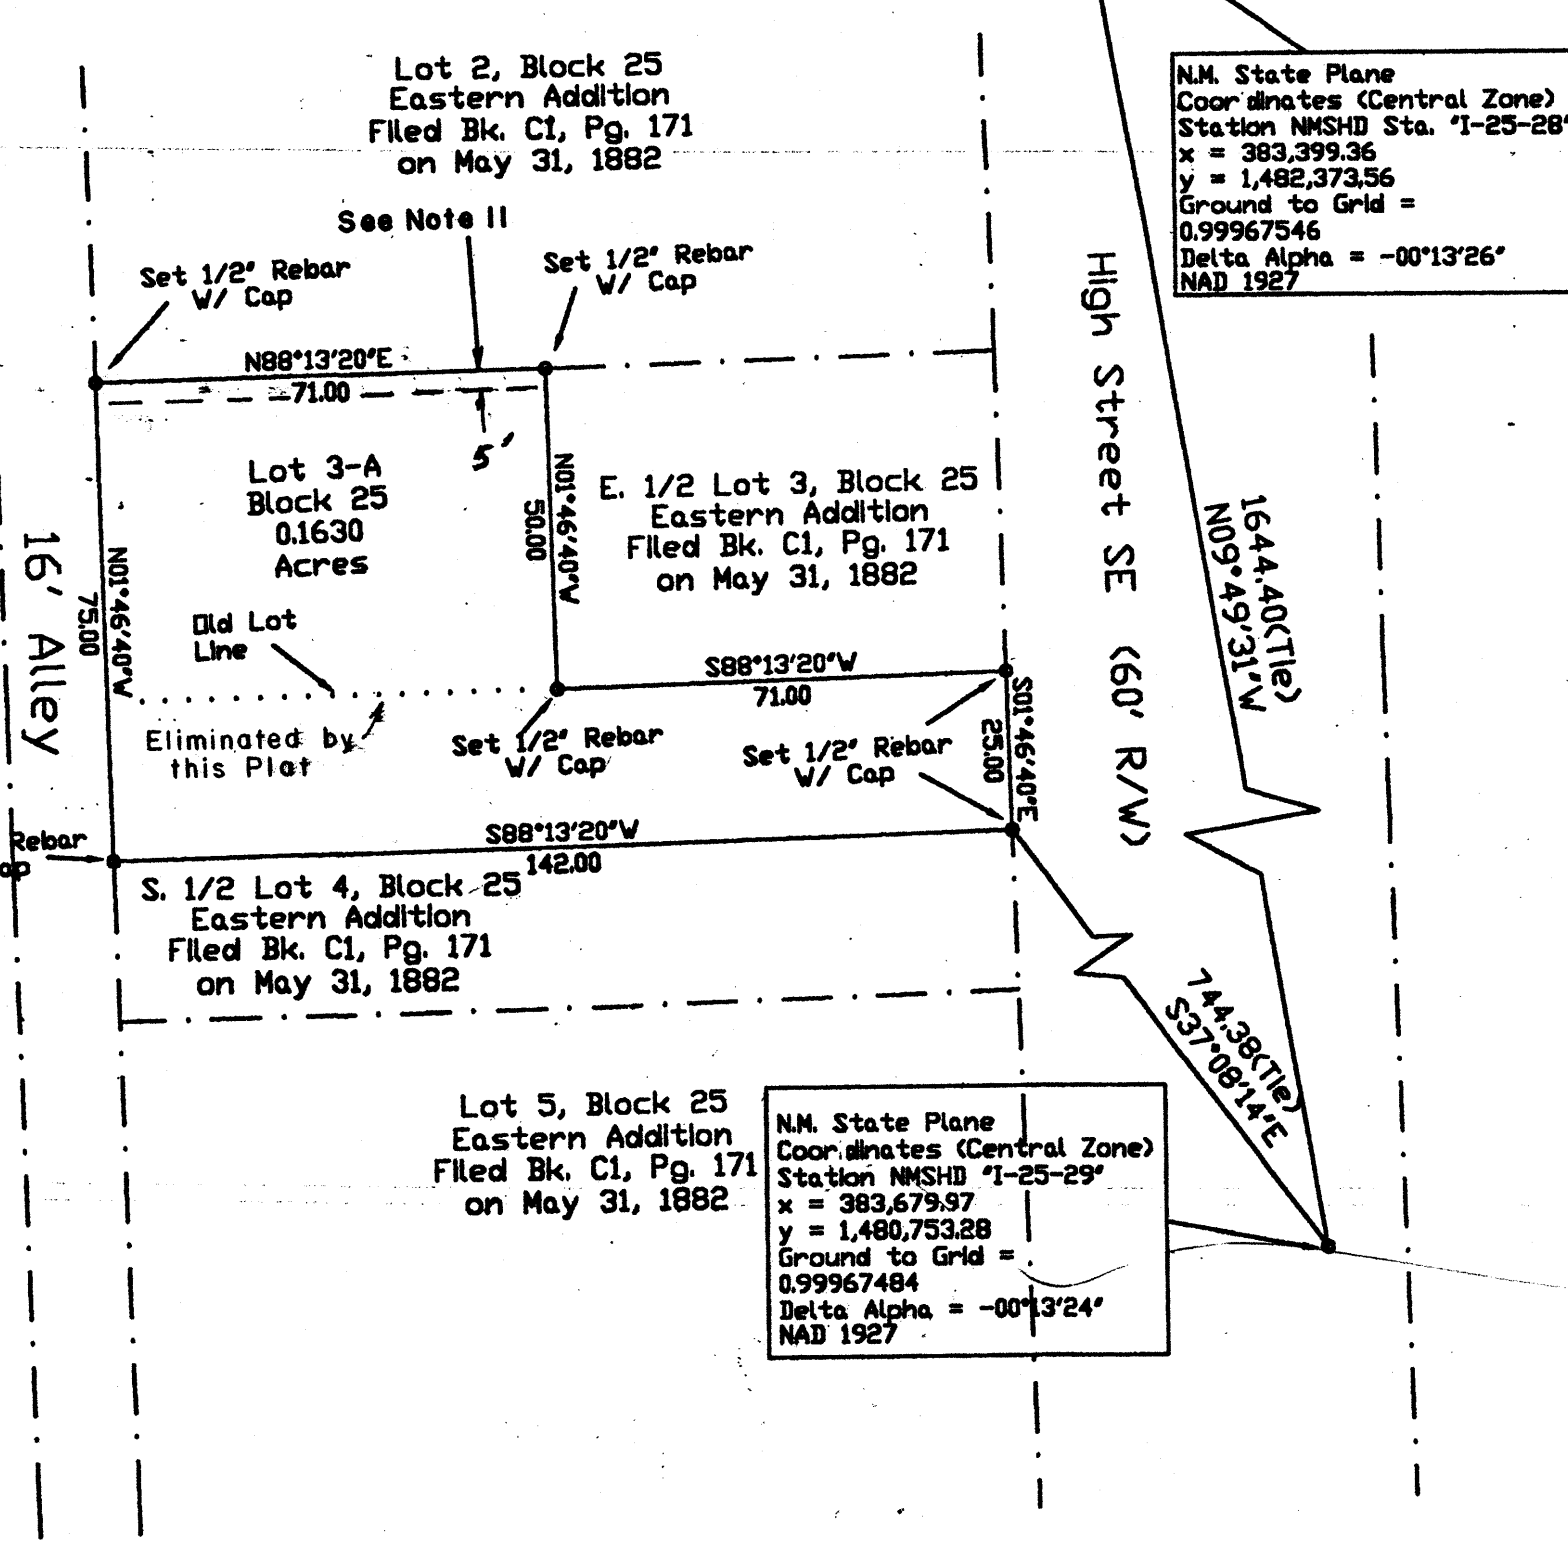 Lot 2, Block 25
Eastern Addition
Filed Bk. C1, Pg. 171
on May 31, 1882
N.M. State Plane
Coordinates (Central Zone)
Station NMSHD Sta. "I-25-28"
x = 383,399.36
y = 1,482,373.56
Ground to Grid =
0.99967546
Delta Alpha = -00°13'26"
NAD 1927
See Note 11
Set 1/2" Rebar
W/ Cap
Set 1/2" Rebar
W/ Cap
N88°13'20"E
71.00
5'
Lot 3-A
Block 25
0.1630
Acres
N01°46'40"W
50.00
E. 1/2 Lot 3, Block 25
Eastern Addition
Filed Bk. C1, Pg. 171
on May 31, 1882
High Street SE (60' R/W)
1644.40(Tie)
N09°49'31"W
16' Alley
N01°46'40"W
75.00
Old Lot
Line
Eliminated by
this Plat
S88°13'20"W
71.00
Set 1/2" Rebar
W/ Cap
Set 1/2" Rebar
W/ Cap
S01°46'40"E
25.00
Rebar
S88°13'20"W
142.00
S. 1/2 Lot 4, Block 25
Eastern Addition
Filed Bk. C1, Pg. 171
on May 31, 1882
744.38(Tie)
S37°08'14"E
Lot 5, Block 25
Eastern Addition
Filed Bk. C1, Pg. 171
on May 31, 1882
N.M. State Plane
Coordinates (Central Zone)
Station NMSHD "I-25-29"
x = 383,679.97
y = 1,480,753.28
Ground to Grid =
0.99967484
Delta Alpha = -00°13'24"
NAD 1927